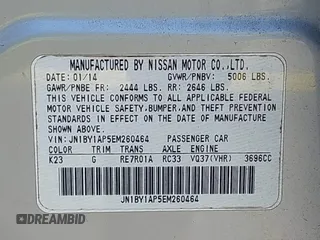 MANUFACTURED BY NISSAN MOTOR CO.,LTD.
DATE: 01/14 GVWR/PNBV: 5006 LBS.
GAWR/PNBE FR: 2444 LBS. RR: 2646 LBS.
THIS VEHICLE CONFORMS TO ALL APPLICABLE FEDERAL
MOTOR VEHICLE SAFETY,BUMPER,AND THEFT PREVENTION
STANDARDS IN EFFECT ON THE DATE OF MANUFACTURE
SHOWN ABOVE.
VIN:JN1BY1AP5EM260464 PASSENGER CAR
COLOR TRIM TRANS AXLE ENGINE
K23 G RE7R01A RC33 VQ37(VHR) 3696CC
JN1BY1AP5EM260464
©DREAMBID